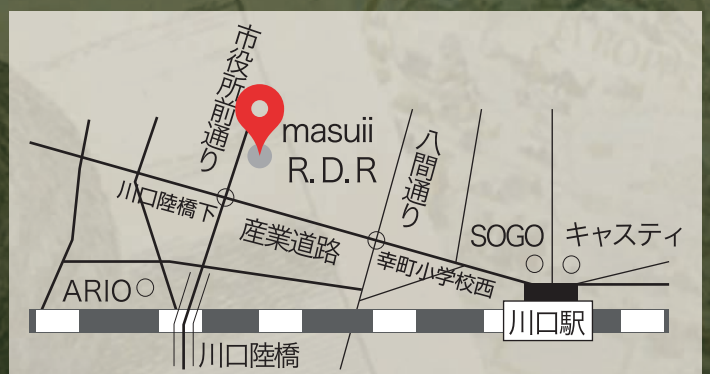 市役所前通り
masuii
R.D.R
八間通り
川口陸橋下
産業道路
幸町小学校西
SOGO
キャスティ
ARIO
川口駅
川口陸橋